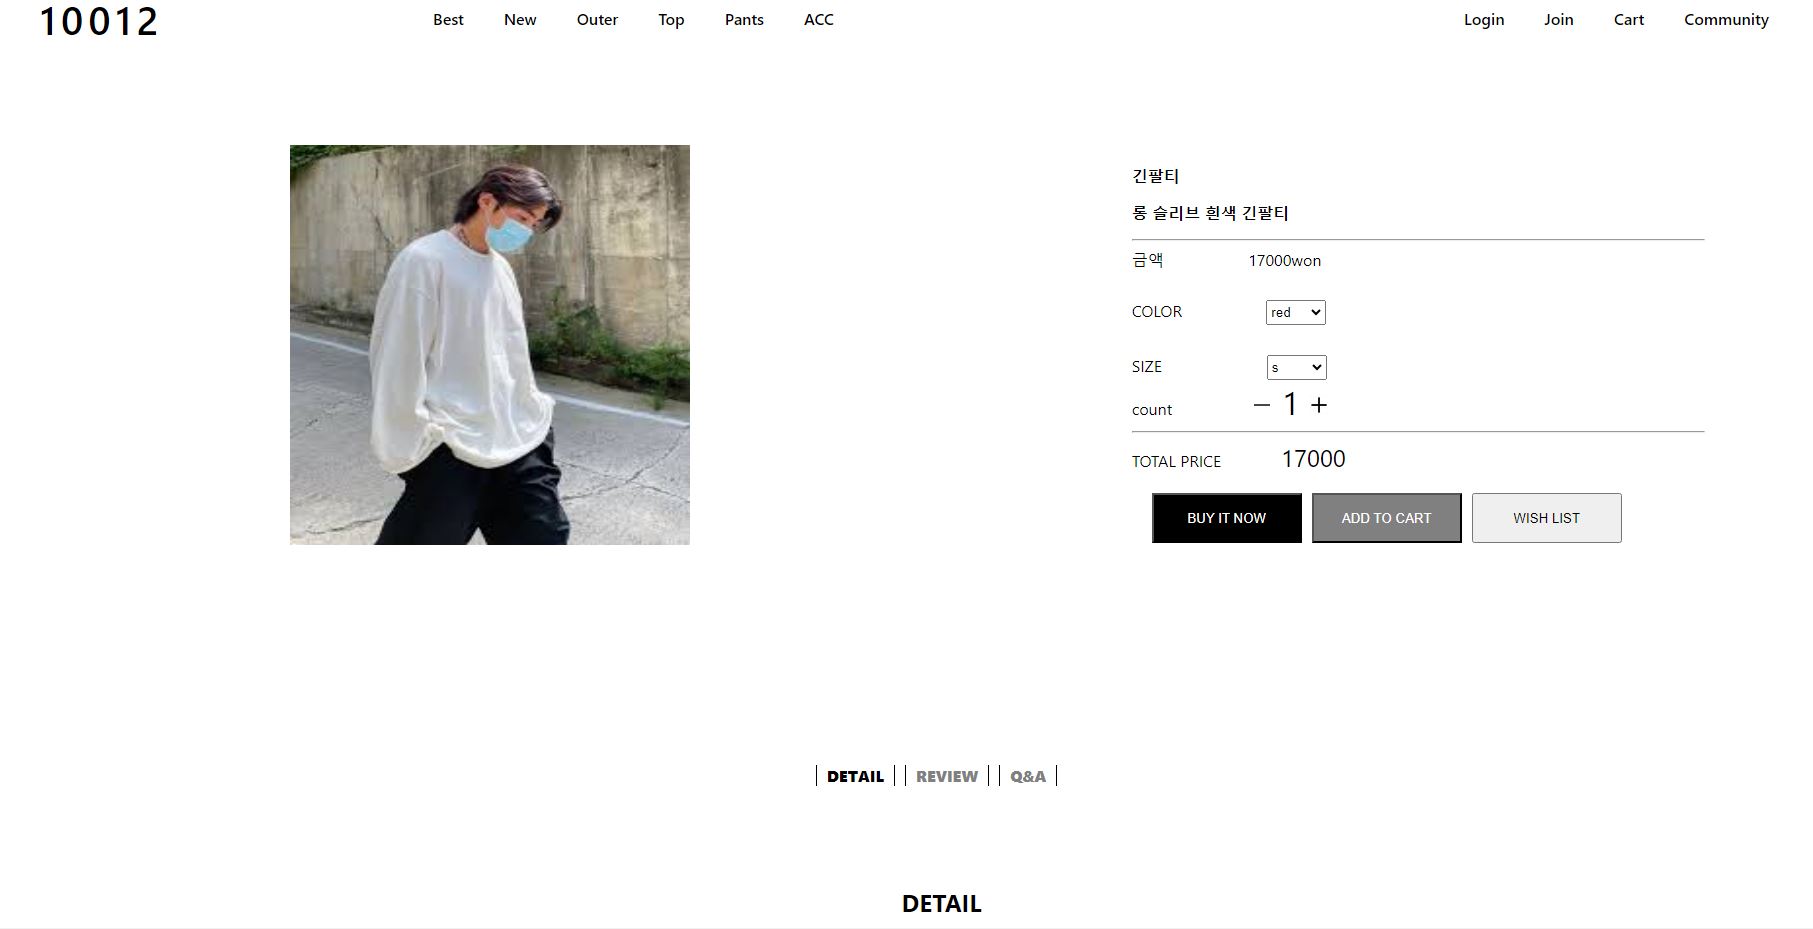 10012 Best New Outer Top Pants ACC Login Join Cart Community
긴팔티
롱 슬리브 흰색 긴팔티
금액 17000won
COLOR red
SIZE s
count — 1 +
TOTAL PRICE 17000
BUY IT NOW ADD TO CART WISH LIST
DETAIL REVIEW Q&A
DETAIL